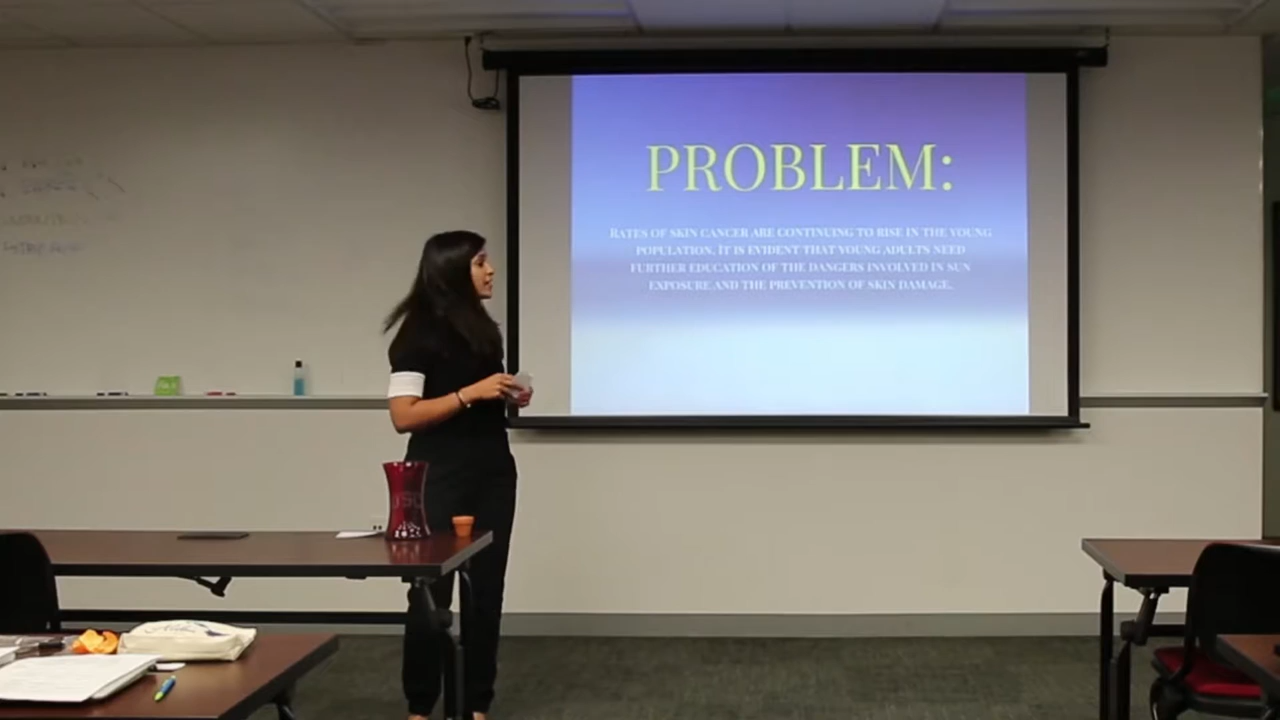 PROBLEM:
RATES OF SKIN CANCER ARE CONTINUING TO RISE IN THE YOUNG
POPULATION. IT IS EVIDENT THAT YOUNG ADULTS NEED
FURTHER EDUCATION OF THE DANGERS INVOLVED IN SUN
EXPOSURE AND THE PREVENTION OF SKIN DAMAGE.
USC